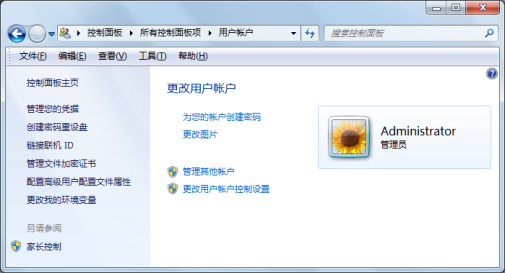 控制面板 ▸ 所有控制面板项 ▸ 用户帐户
搜索控制面板
文件(F) 编辑(E) 查看(V) 工具(T) 帮助(H)
控制面板主页
管理您的凭据
创建密码重设盘
链接联机 ID
管理文件加密证书
配置高级用户配置文件属性
更改我的环境变量
另请参阅
家长控制
更改用户帐户
为您的帐户创建密码
更改图片
管理其他帐户
更改用户帐户控制设置
Administrator
管理员